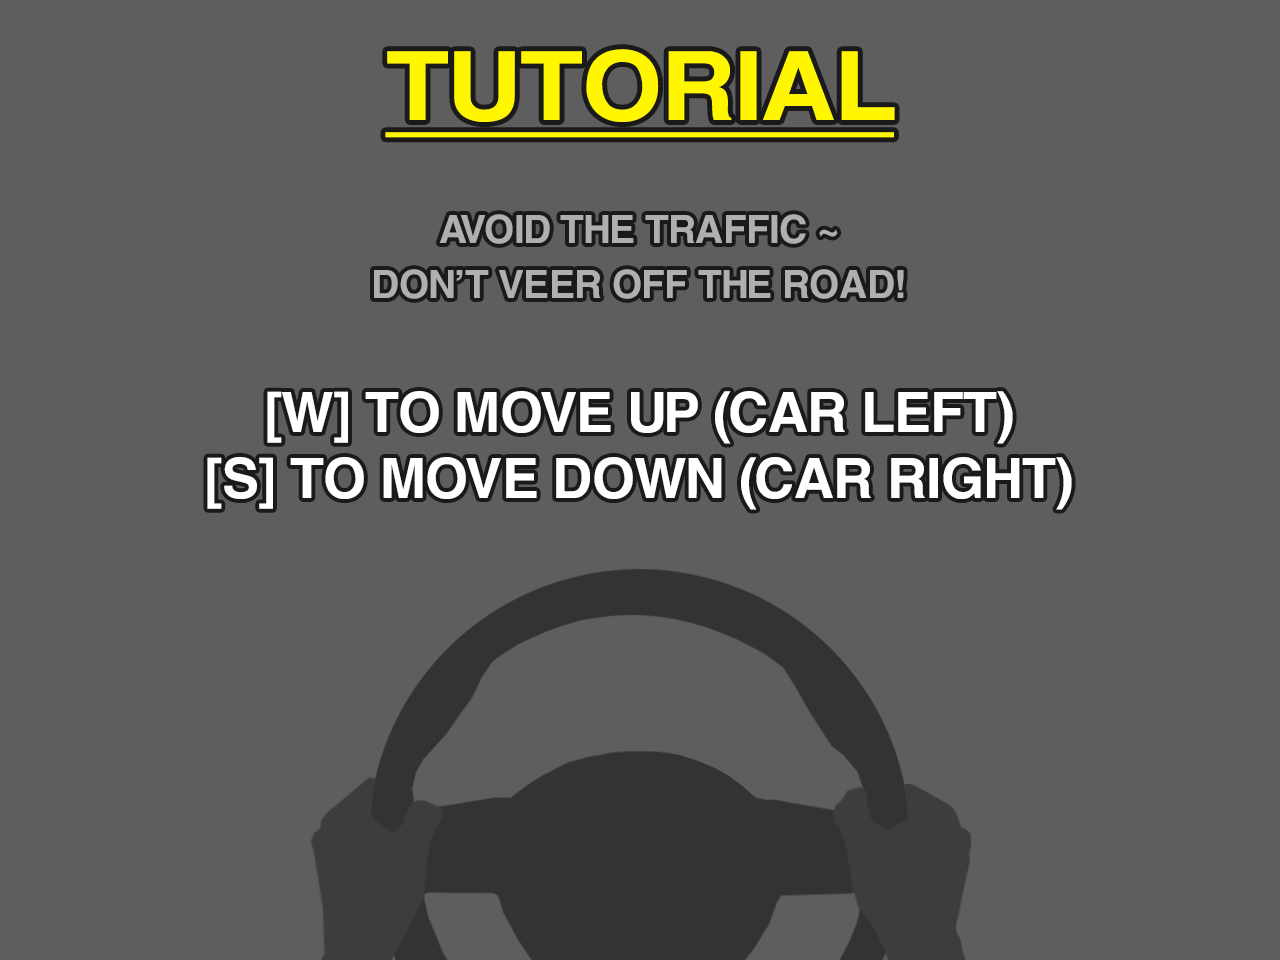 TUTORIAL
AVOID THE TRAFFIC ~
DON’T VEER OFF THE ROAD!
[W] TO MOVE UP (CAR LEFT)
[S] TO MOVE DOWN (CAR RIGHT)